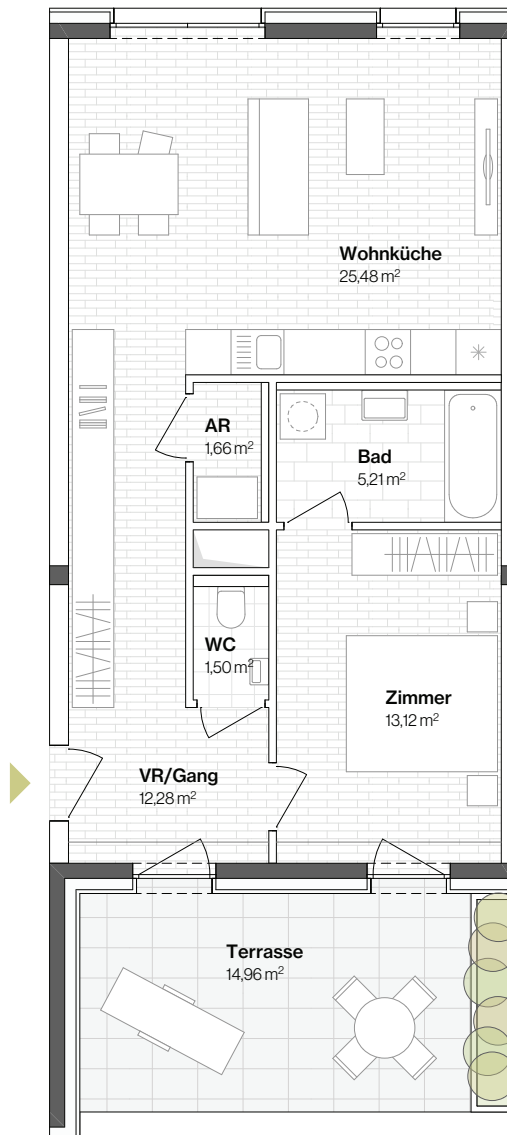 Wohnküche
25,48 m²
AR
1,66 m²
Bad
5,21 m²
WC
1,50 m²
Zimmer
13,12 m²
VR/Gang
12,28 m²
Terrasse
14,96 m²